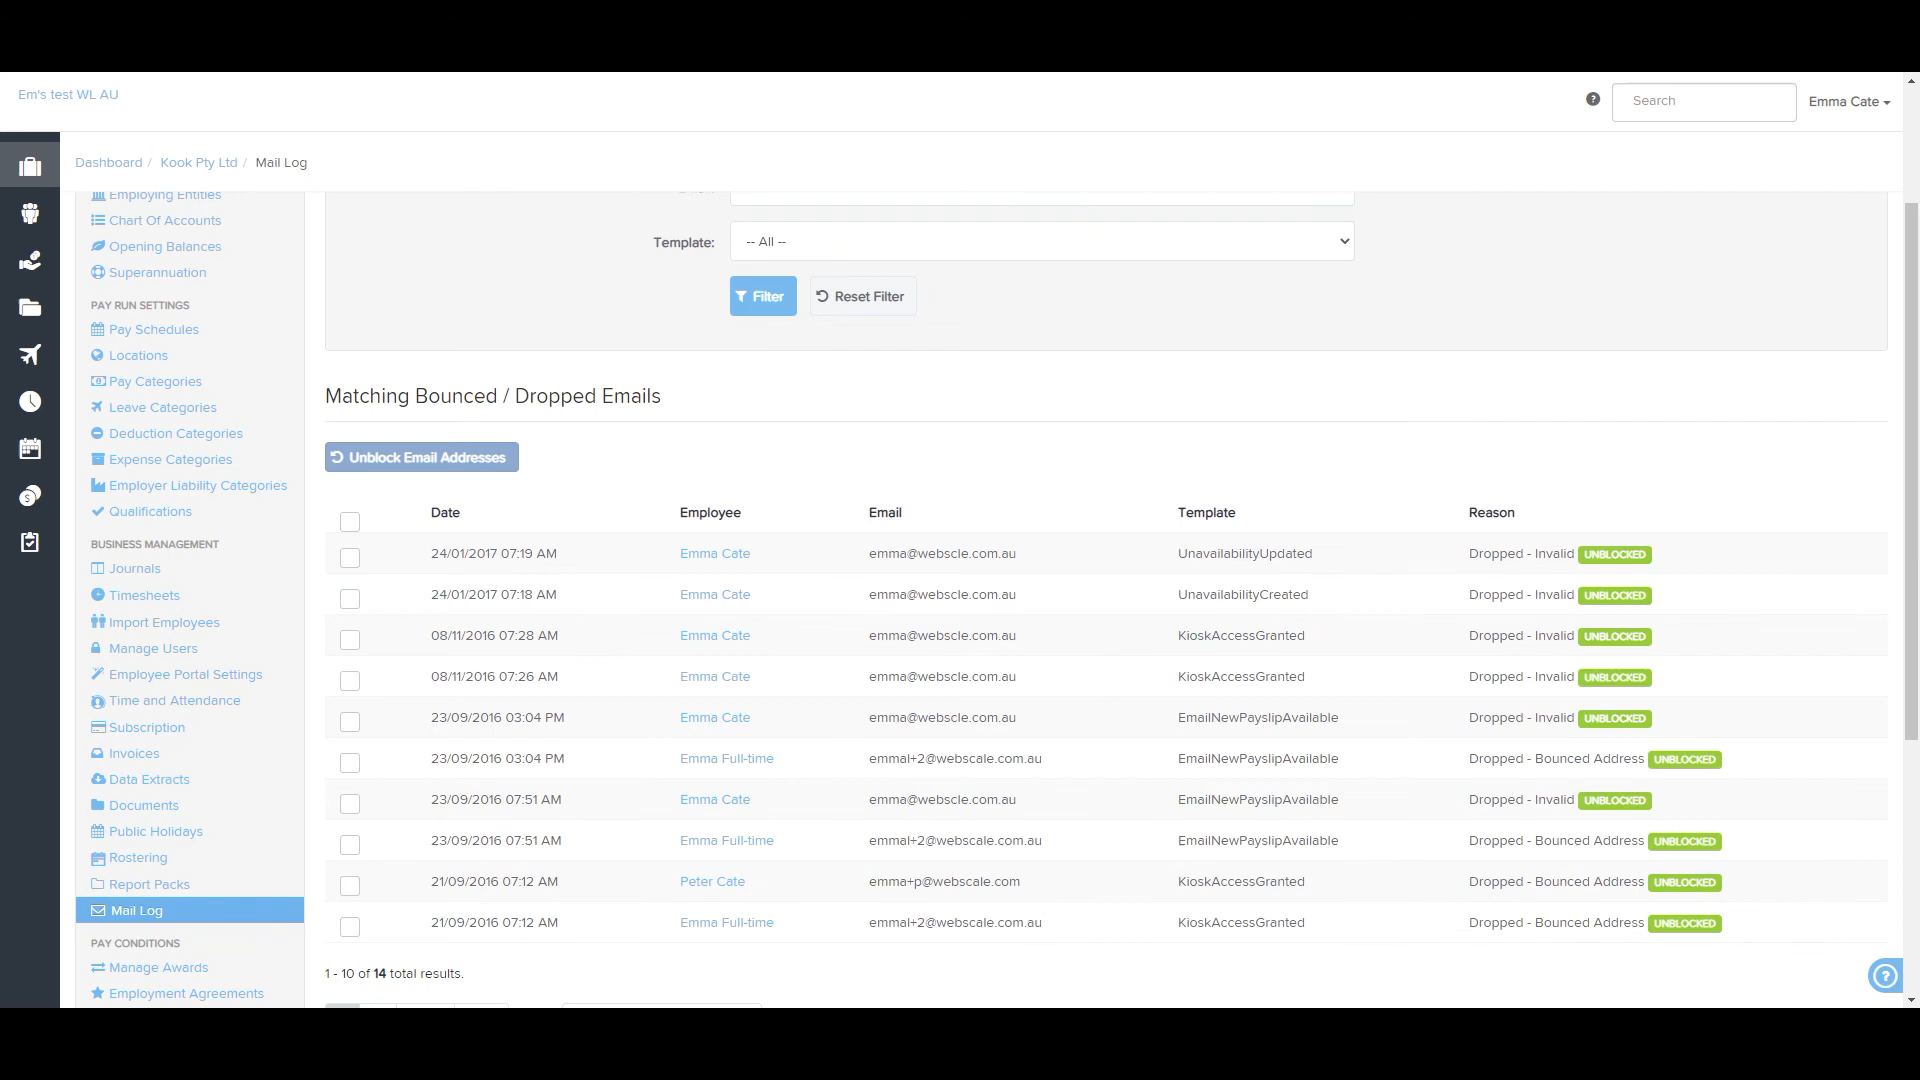 Em's test WL AU
Search
Emma Cate
Dashboard / Kook Pty Ltd / Mail Log
Employing Entities
Chart Of Accounts
Opening Balances
Superannuation
PAY RUN SETTINGS
Pay Schedules
Locations
Pay Categories
Leave Categories
Deduction Categories
Expense Categories
Employer Liability Categories
Qualifications
BUSINESS MANAGEMENT
Journals
Timesheets
Import Employees
Manage Users
Employee Portal Settings
Time and Attendance
Subscription
Invoices
Data Extracts
Documents
Public Holidays
Rostering
Report Packs
Mail Log
PAY CONDITIONS
Manage Awards
Employment Agreements
Template: -- All --
Filter Reset Filter
Matching Bounced / Dropped Emails
Unblock Email Addresses
Date Employee Email Template Reason
24/01/2017 07:19 AM Emma Cate emma@webscle.com.au UnavailabilityUpdated Dropped - Invalid UNBLOCKED
24/01/2017 07:18 AM Emma Cate emma@webscle.com.au UnavailabilityCreated Dropped - Invalid UNBLOCKED
08/11/2016 07:28 AM Emma Cate emma@webscle.com.au KioskAccessGranted Dropped - Invalid UNBLOCKED
08/11/2016 07:26 AM Emma Cate emma@webscle.com.au KioskAccessGranted Dropped - Invalid UNBLOCKED
23/09/2016 03:04 PM Emma Cate emma@webscle.com.au EmailNewPayslipAvailable Dropped - Invalid UNBLOCKED
23/09/2016 03:04 PM Emma Full-time emmal+2@webscale.com.au EmailNewPayslipAvailable Dropped - Bounced Address UNBLOCKED
23/09/2016 07:51 AM Emma Cate emma@webscle.com.au EmailNewPayslipAvailable Dropped - Invalid UNBLOCKED
23/09/2016 07:51 AM Emma Full-time emmal+2@webscale.com.au EmailNewPayslipAvailable Dropped - Bounced Address UNBLOCKED
21/09/2016 07:12 AM Peter Cate emma+p@webscale.com KioskAccessGranted Dropped - Bounced Address UNBLOCKED
21/09/2016 07:12 AM Emma Full-time emmal+2@webscale.com.au KioskAccessGranted Dropped - Bounced Address UNBLOCKED
1 - 10 of 14 total results.